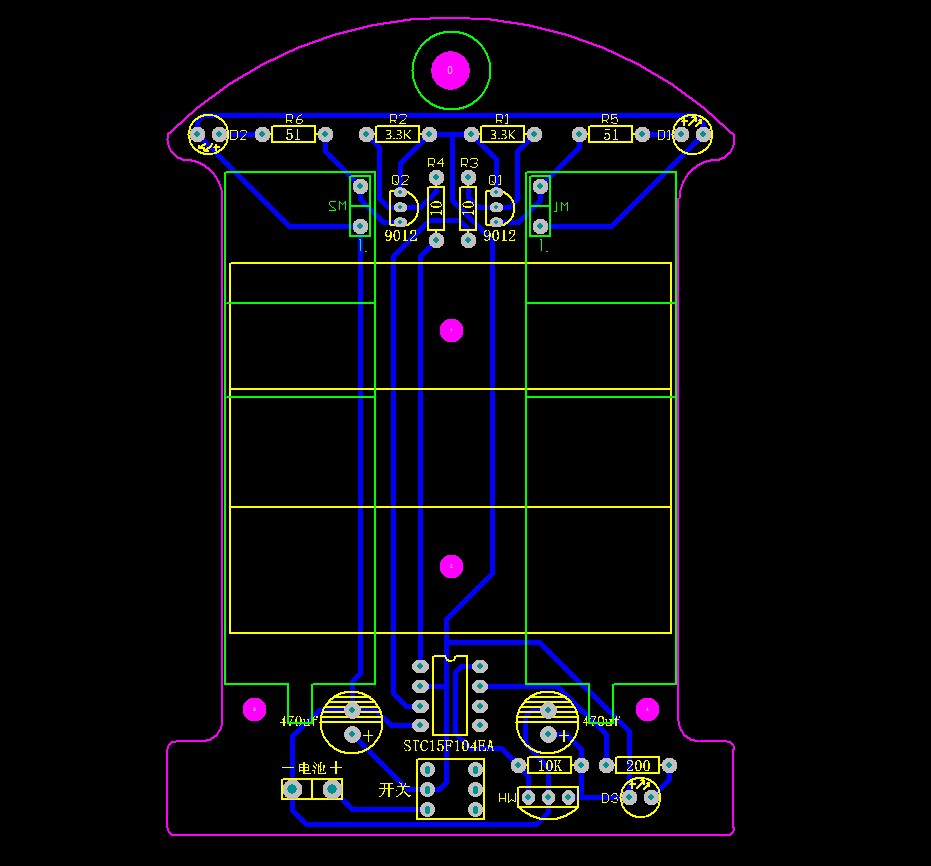 0
D2
R6
R2
R1
R5
D1
51
3.3K
3.3K
51
R4
R3
Q2
Q1
10
10
M2
M1
9012
9012
1.
1.
470uf
+
+
470uf
STC15F104EA
— 电池 +
开关
10K
200
HW
D3